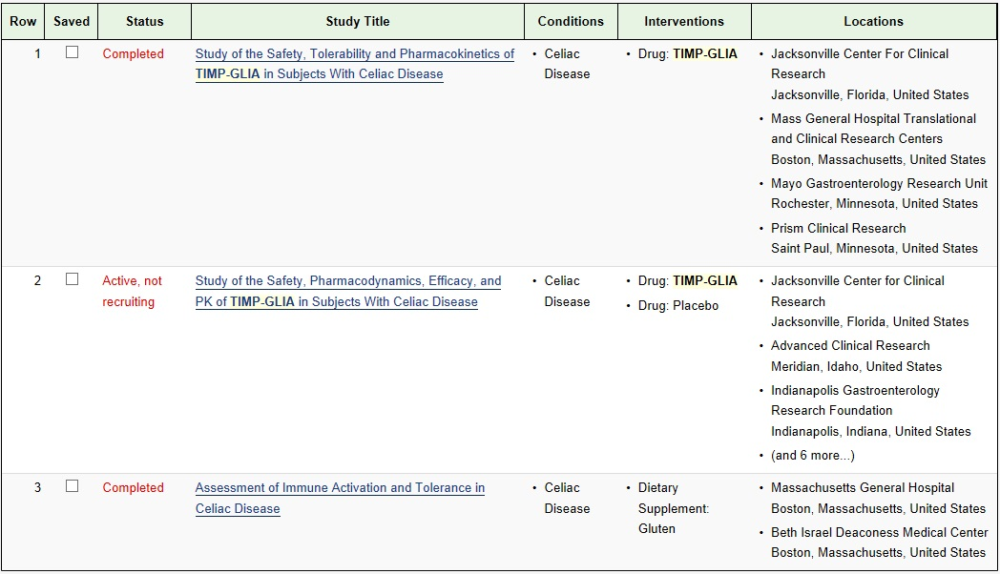 Row Saved Status Study Title Conditions Interventions Locations
1
Completed
Study of the Safety, Tolerability and Pharmacokinetics of
TIMP-GLIA in Subjects With Celiac Disease
• Celiac
Disease
• Drug: TIMP-GLIA
• Jacksonville Center For Clinical
Research
Jacksonville, Florida, United States
• Mass General Hospital Translational
and Clinical Research Centers
Boston, Massachusetts, United States
• Mayo Gastroenterology Research Unit
Rochester, Minnesota, United States
• Prism Clinical Research
Saint Paul, Minnesota, United States
2
Active, not
recruiting
Study of the Safety, Pharmacodynamics, Efficacy, and
PK of TIMP-GLIA in Subjects With Celiac Disease
• Celiac
Disease
• Drug: TIMP-GLIA
• Drug: Placebo
• Jacksonville Center for Clinical
Research
Jacksonville, Florida, United States
• Advanced Clinical Research
Meridian, Idaho, United States
• Indianapolis Gastroenterology
Research Foundation
Indianapolis, Indiana, United States
• (and 6 more...)
3
Completed
Assessment of Immune Activation and Tolerance in
Celiac Disease
• Celiac
Disease
• Dietary
Supplement:
Gluten
• Massachusetts General Hospital
Boston, Massachusetts, United States
• Beth Israel Deaconess Medical Center
Boston, Massachusetts, United States